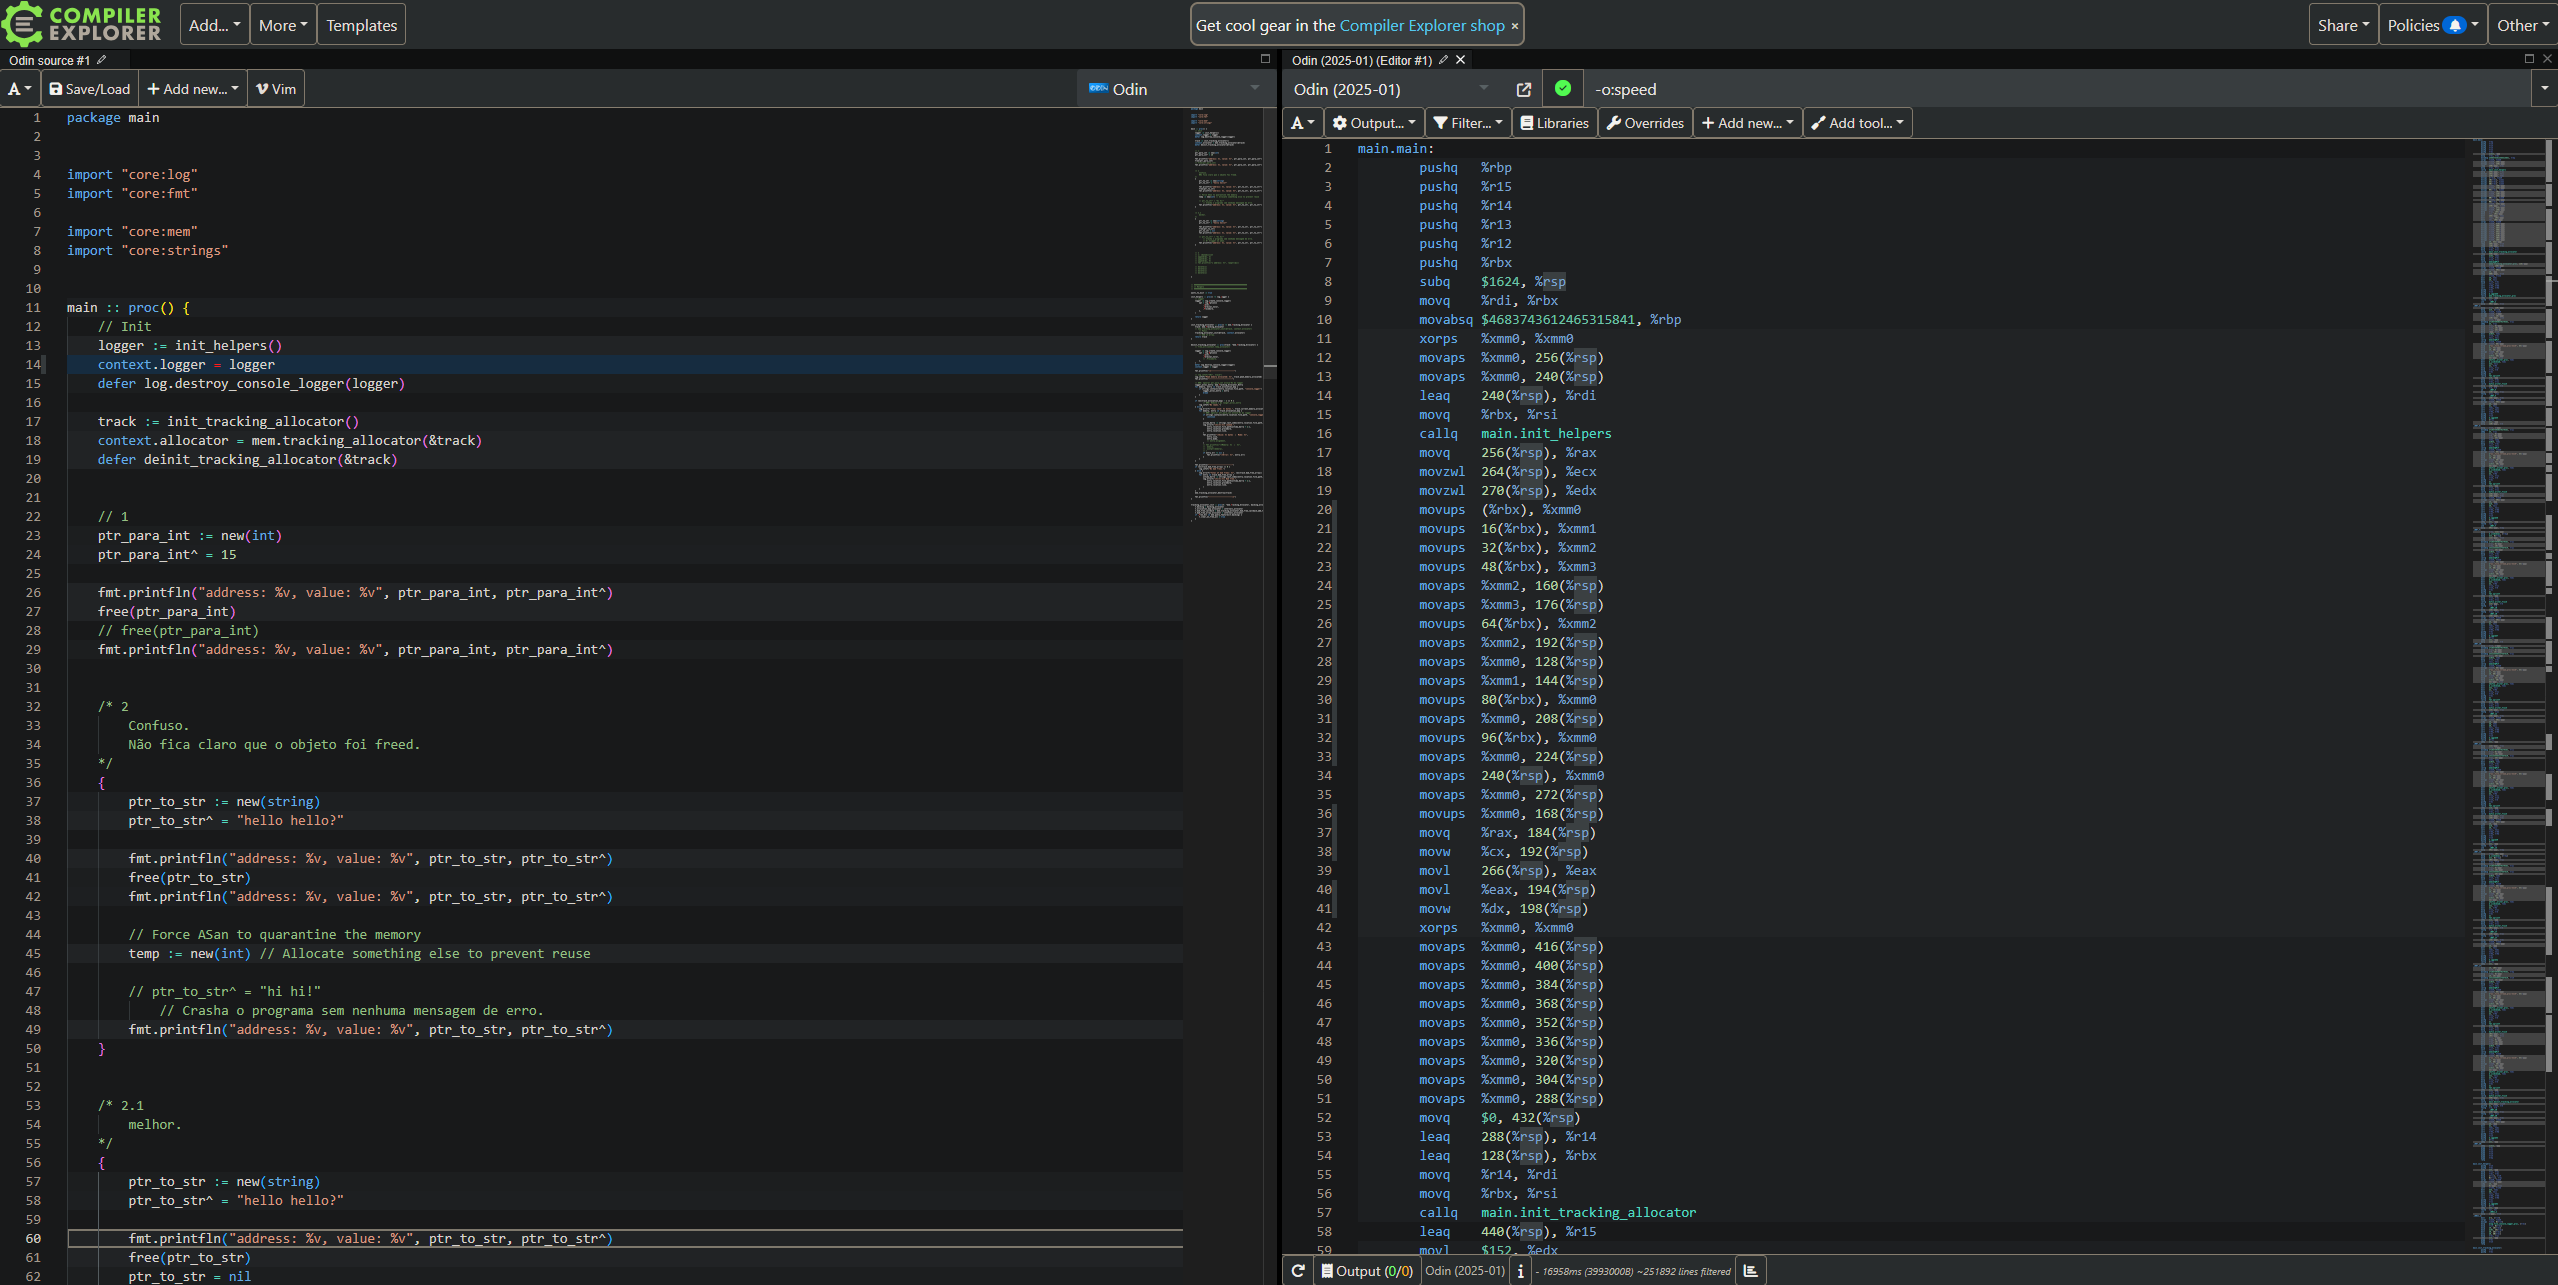 COMPILER EXPLORER Add... More Templates Get cool gear in the Compiler Explorer shop × Share Policies Other
Odin source #1
A Save/Load + Add new... Vim Odin
1 package main
2
3
4 import "core:log"
5 import "core:fmt"
6
7 import "core:mem"
8 import "core:strings"
9
10
11 main :: proc() {
12 // Init
13 logger := init_helpers()
14 context.logger = logger
15 defer log.destroy_console_logger(logger)
16
17 track := init_tracking_allocator()
18 context.allocator = mem.tracking_allocator(&track)
19 defer deinit_tracking_allocator(&track)
20
21
22 // 1
23 ptr_para_int := new(int)
24 ptr_para_int^ = 15
25
26 fmt.printfln("address: %v, value: %v", ptr_para_int, ptr_para_int^)
27 free(ptr_para_int)
28 // free(ptr_para_int)
29 fmt.printfln("address: %v, value: %v", ptr_para_int, ptr_para_int^)
30
31
32 /* 2
33 Confuso.
34 Não fica claro que o objeto foi freed.
35 */
36 {
37 ptr_to_str := new(string)
38 ptr_to_str^ = "hello hello?"
39
40 fmt.printfln("address: %v, value: %v", ptr_to_str, ptr_to_str^)
41 free(ptr_to_str)
42 fmt.printfln("address: %v, value: %v", ptr_to_str, ptr_to_str^)
43
44 // Force ASan to quarantine the memory
45 temp := new(int) // Allocate something else to prevent reuse
46
47 // ptr_to_str^ = "hi hi!"
48 // Crasha o programa sem nenhuma mensagem de erro.
49 fmt.printfln("address: %v, value: %v", ptr_to_str, ptr_to_str^)
50 }
51
52
53 /* 2.1
54 melhor.
55 */
56 {
57 ptr_to_str := new(string)
58 ptr_to_str^ = "hello hello?"
59
60 fmt.printfln("address: %v, value: %v", ptr_to_str, ptr_to_str^)
61 free(ptr_to_str)
62 ptr_to_str = nil
Odin (2025-01) (Editor #1)
Odin (2025-01) -o:speed
A Output... Filter... Libraries Overrides + Add new... Add tool...
1 main.main:
2 pushq %rbp
3 pushq %r15
4 pushq %r14
5 pushq %r13
6 pushq %r12
7 pushq %rbx
8 subq $1624, %rsp
9 movq %rdi, %rbx
10 movabsq $4683743612465315841, %rbp
11 xorps %xmm0, %xmm0
12 movaps %xmm0, 256(%rsp)
13 movaps %xmm0, 240(%rsp)
14 leaq 240(%rsp), %rdi
15 movq %rbx, %rsi
16 callq main.init_helpers
17 movq 256(%rsp), %rax
18 movzwl 264(%rsp), %ecx
19 movzwl 270(%rsp), %edx
20 movups (%rbx), %xmm0
21 movups 16(%rbx), %xmm1
22 movups 32(%rbx), %xmm2
23 movups 48(%rbx), %xmm3
24 movaps %xmm2, 160(%rsp)
25 movaps %xmm3, 176(%rsp)
26 movups 64(%rbx), %xmm2
27 movaps %xmm2, 192(%rsp)
28 movaps %xmm0, 128(%rsp)
29 movaps %xmm1, 144(%rsp)
30 movups 80(%rbx), %xmm0
31 movaps %xmm0, 208(%rsp)
32 movups 96(%rbx), %xmm0
33 movaps %xmm0, 224(%rsp)
34 movaps 240(%rsp), %xmm0
35 movaps %xmm0, 272(%rsp)
36 movups %xmm0, 168(%rsp)
37 movq %rax, 184(%rsp)
38 movw %cx, 192(%rsp)
39 movl 266(%rsp), %eax
40 movl %eax, 194(%rsp)
41 movw %dx, 198(%rsp)
42 xorps %xmm0, %xmm0
43 movaps %xmm0, 416(%rsp)
44 movaps %xmm0, 400(%rsp)
45 movaps %xmm0, 384(%rsp)
46 movaps %xmm0, 368(%rsp)
47 movaps %xmm0, 352(%rsp)
48 movaps %xmm0, 336(%rsp)
49 movaps %xmm0, 320(%rsp)
50 movaps %xmm0, 304(%rsp)
51 movaps %xmm0, 288(%rsp)
52 movq $0, 432(%rsp)
53 leaq 288(%rsp), %r14
54 leaq 128(%rsp), %rbx
55 movq %r14, %rdi
56 movq %rbx, %rsi
57 callq main.init_tracking_allocator
58 leaq 440(%rsp), %r15
59 movl $152, %edx
Output (0/0) Odin (2025-01) i - 16958ms (3993000B) ~251892 lines filtered